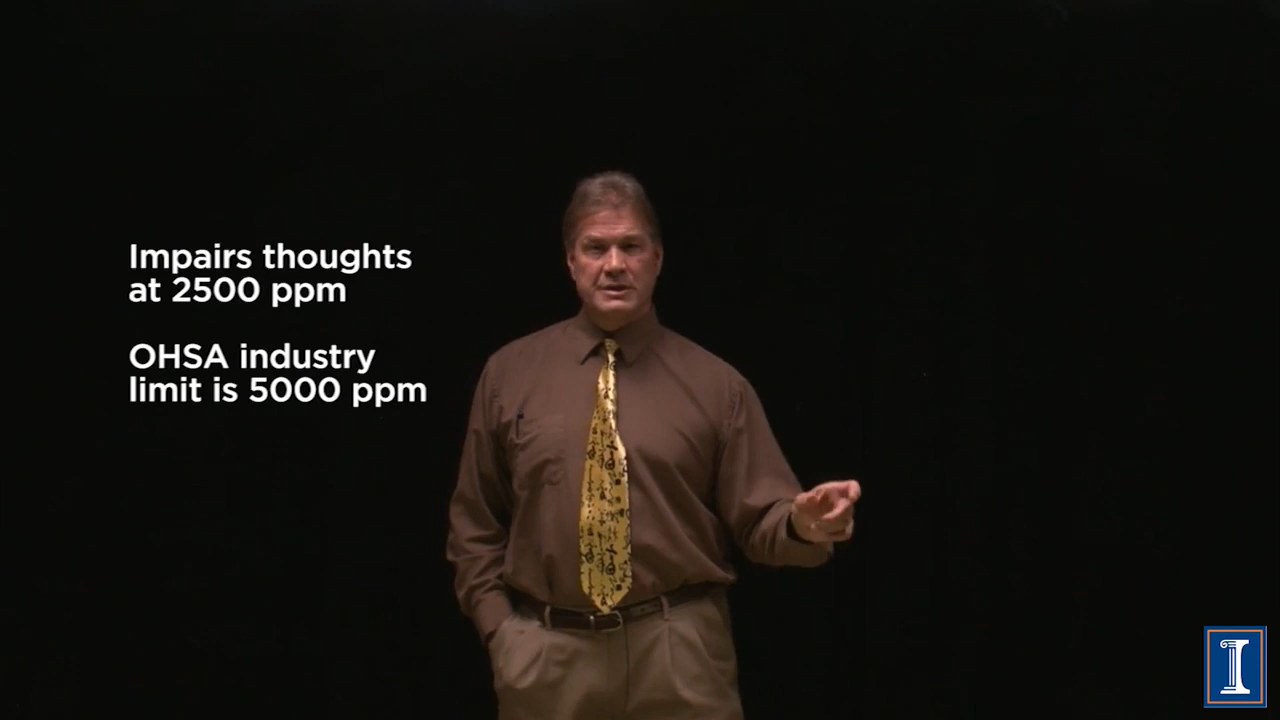 Impairs thoughts
at 2500 ppm
OHSA industry
limit is 5000 ppm
I